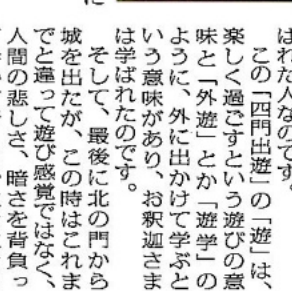 に
ばれた人なのです。
この「四門出遊」の「遊」は、
楽しく過ごすという遊びの意
味と「外遊」とか「遊学」の
ように、外に出かけて学ぶと
いう意味があり、お釈迦さま
は学ばれたのです。
そして、最後に北の門から
城を出たが、この時はこれま
でと違って遊び感覚ではなく、
人間の悲しさ、暗さを背負っ